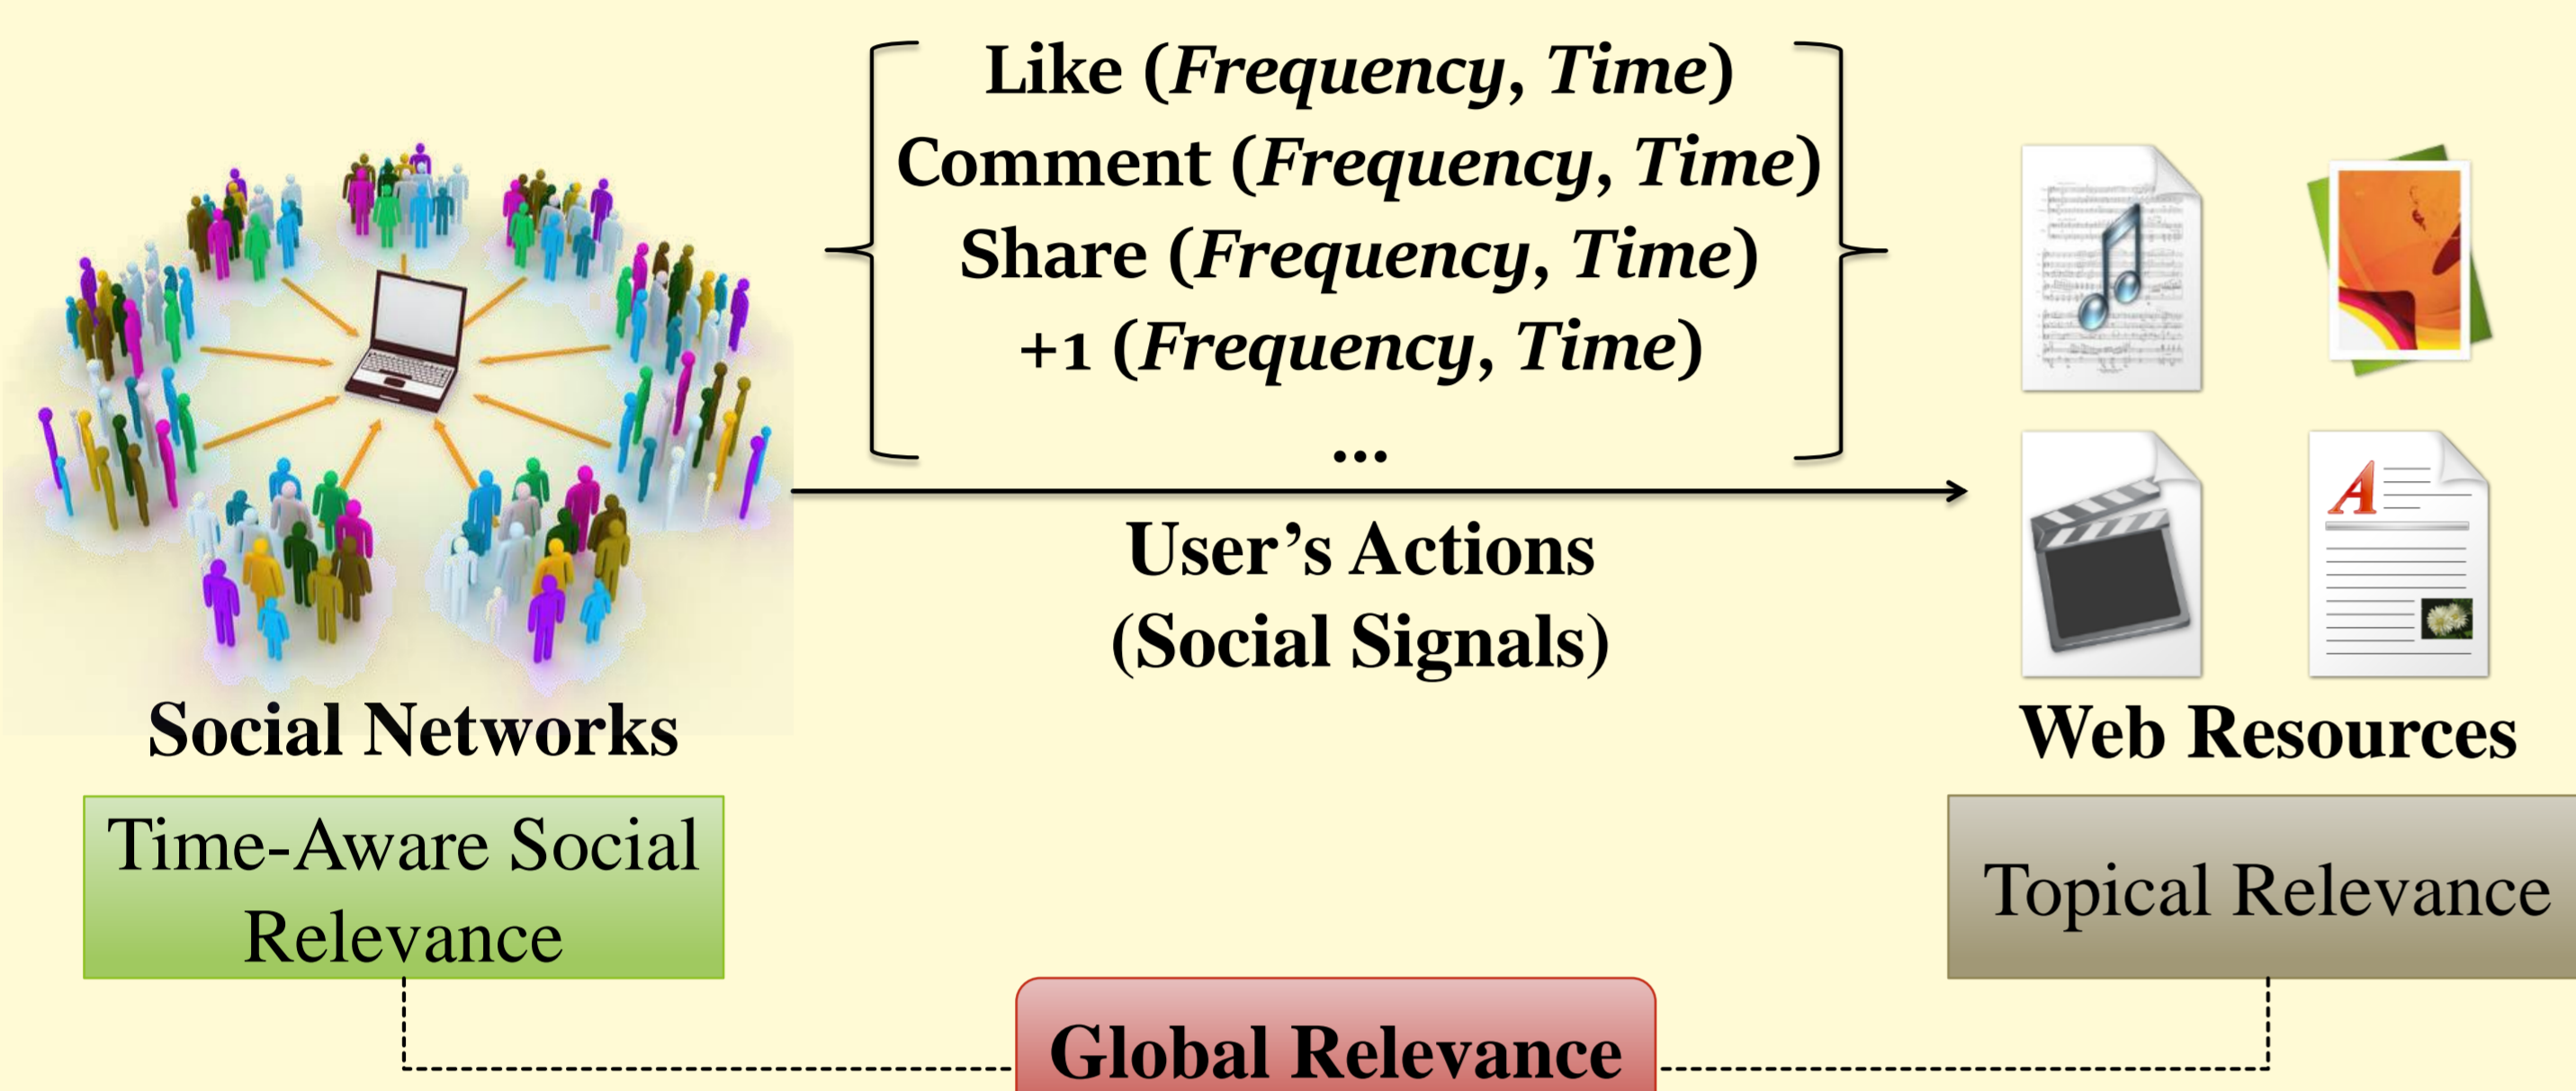 Like (Frequency, Time)
Comment (Frequency, Time)
Share (Frequency, Time)
+1 (Frequency, Time)
...
User’s Actions
(Social Signals)
Social Networks
Web Resources
Time-Aware Social
Relevance
Topical Relevance
Global Relevance
A